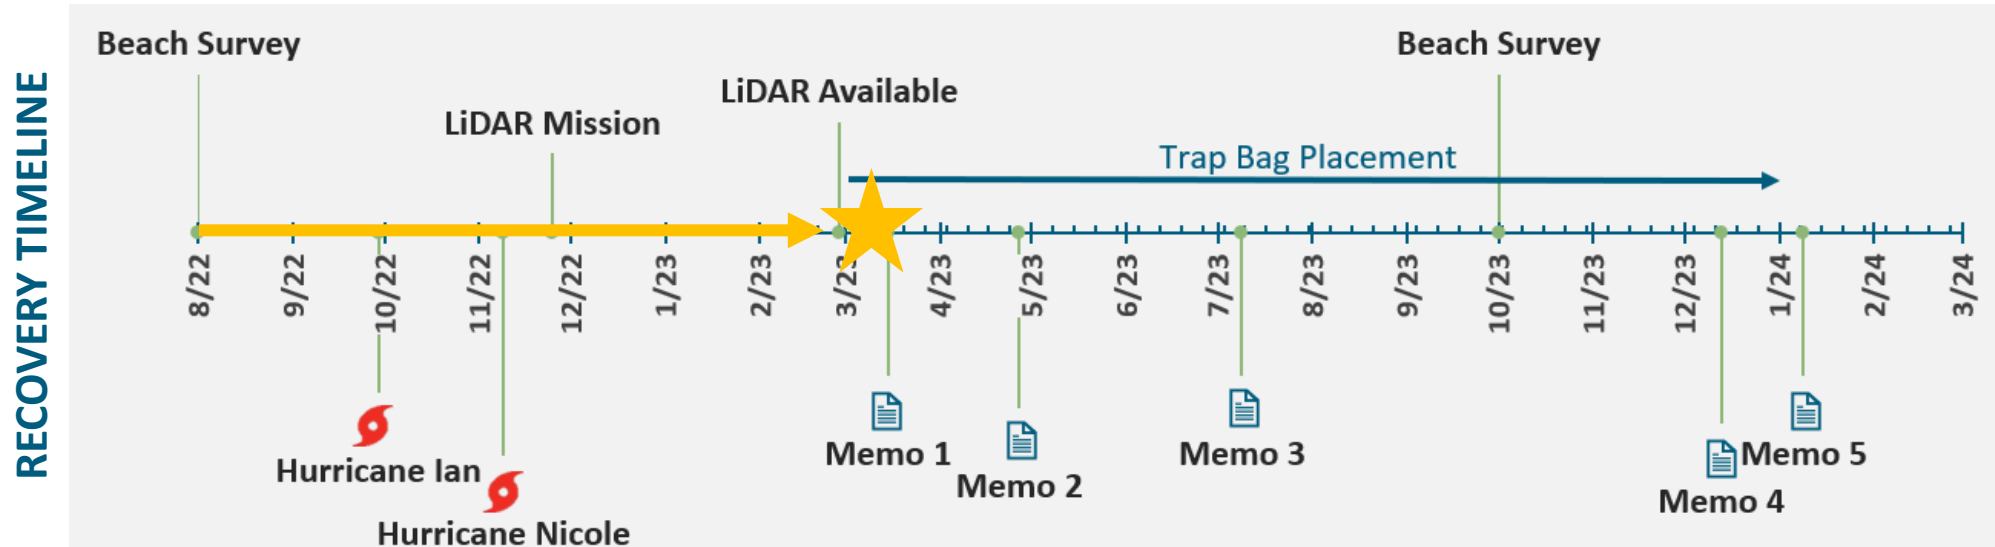 RECOVERY TIMELINE
Beach Survey
Beach Survey
LiDAR Available
LiDAR Mission
Trap Bag Placement
8/22
9/22
10/22
11/22
12/22
1/23
2/23
3/23
4/23
5/23
6/23
7/23
8/23
9/23
10/23
11/23
12/23
1/24
2/24
3/24
Memo 1
Memo 3
Memo 5
Hurricane Ian
Memo 2
Memo 4
Hurricane Nicole